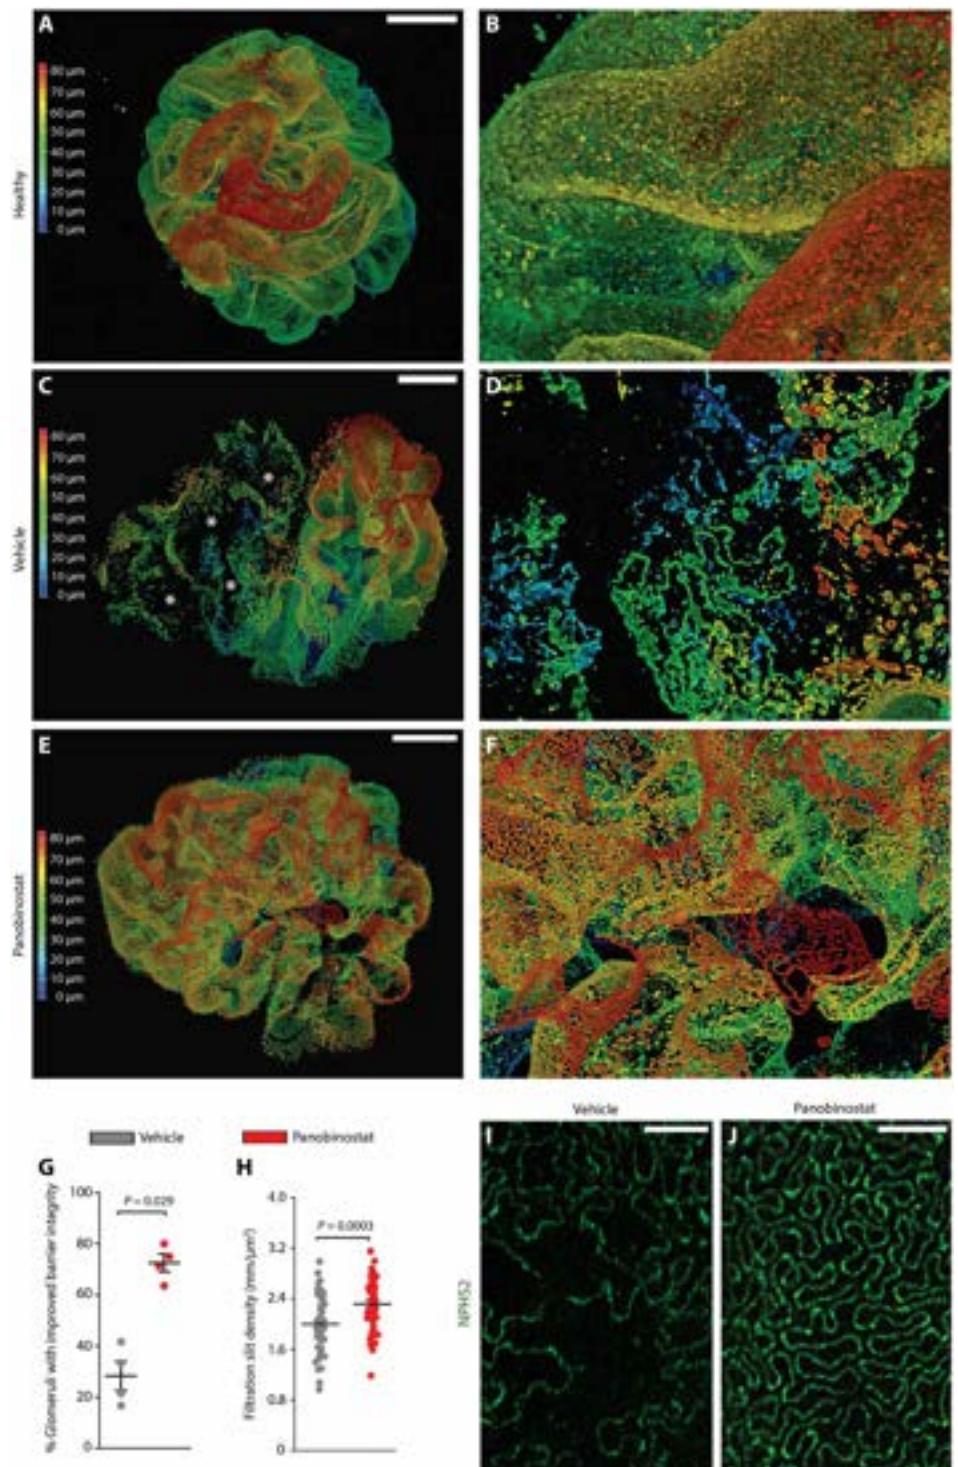 A
B
80 µm
70 µm
60 µm
50 µm
40 µm
30 µm
20 µm
10 µm
0 µm
Healthy
C
D
80 µm
70 µm
60 µm
50 µm
40 µm
30 µm
20 µm
10 µm
0 µm
Vehicle
E
F
80 µm
70 µm
60 µm
50 µm
40 µm
30 µm
20 µm
10 µm
0 µm
Panobinostat
Vehicle
Panobinostat
G
% Glomeruli with improved barrier integrity
100
80
60
40
20
0
P = 0.029
H
Filtration slit density (mm/µm²)
4.0
3.2
2.4
1.6
0.8
0
P = 0.0003
Vehicle
Panobinostat
I
J
NPHS2